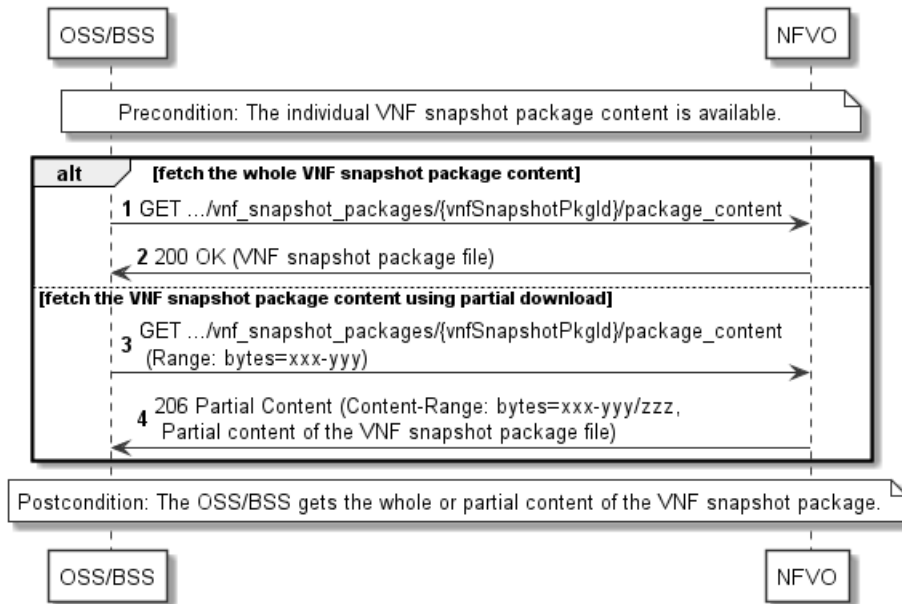 OSS/BSS
NFVO
Precondition: The individual VNF snapshot package content is available.
alt
[fetch the whole VNF snapshot package content]
1 GET .../vnf_snapshot_packages/{vnfSnapshotPkgId}/package_content
2 200 OK (VNF snapshot package file)
[fetch the VNF snapshot package content using partial download]
3 GET .../vnf_snapshot_packages/{vnfSnapshotPkgId}/package_content
(Range: bytes=xxx-yyy)
4 206 Partial Content (Content-Range: bytes=xxx-yyy/zzz,
Partial content of the VNF snapshot package file)
Postcondition: The OSS/BSS gets the whole or partial content of the VNF snapshot package.
OSS/BSS
NFVO